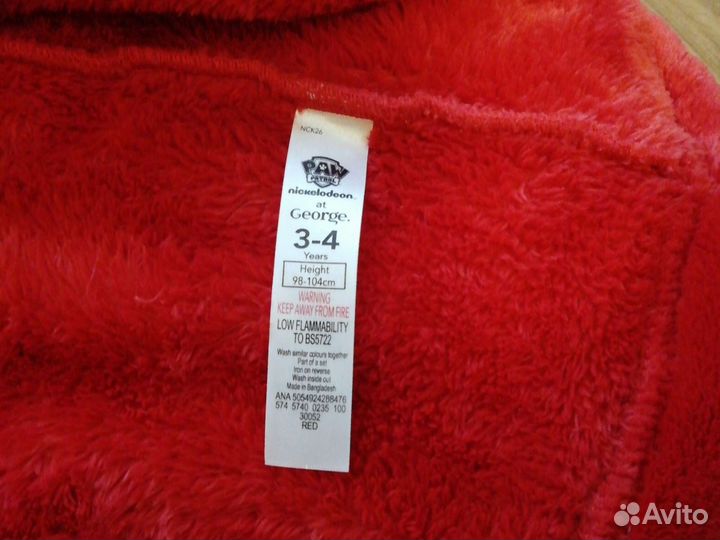 NCK26
PAW
PATROL
nickelodeon™
at
George.
3-4
Years
Height
98-104cm
WARNING
KEEP AWAY FROM FIRE
LOW FLAMMABILITY
TO BS5722
Wash similar colours together
Part of a set
Iron on reverse
Wash inside out
Made in Bangladesh
ANA 5054924288476
574 5740 0235 100
30052
RED
Avito